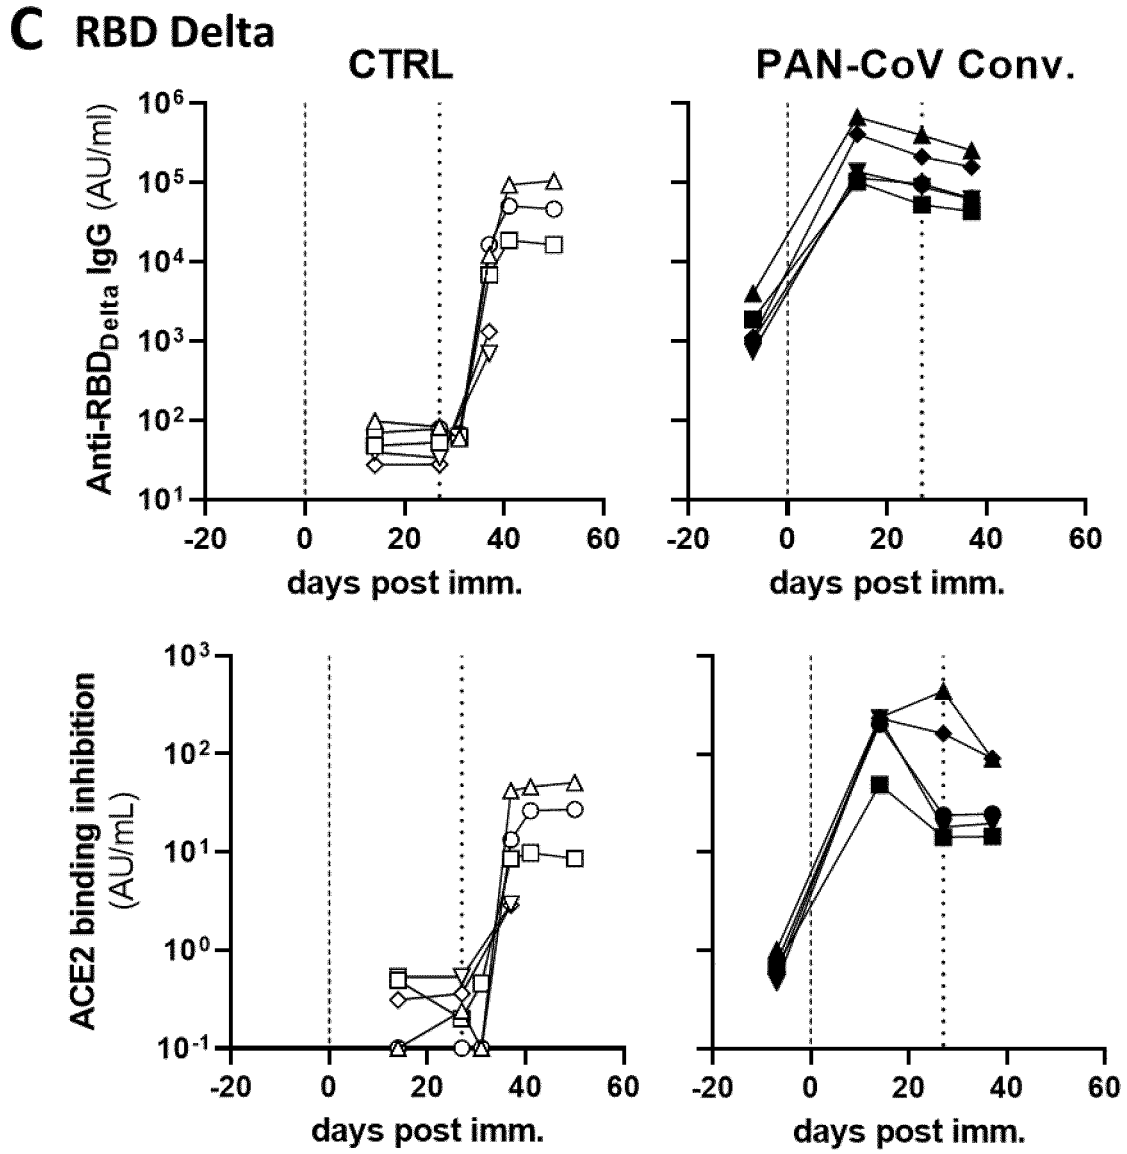 C RBD Delta
CTRL
PAN-CoV Conv.
Anti-RBDDelta IgG (AU/ml)
10⁶
10⁵
10⁴
10³
10²
10¹
-20 0 20 40 60
days post imm.
-20 0 20 40 60
days post imm.
ACE2 binding inhibition
(AU/mL)
10³
10²
10¹
10⁰
10⁻¹
-20 0 20 40 60
days post imm.
-20 0 20 40 60
days post imm.